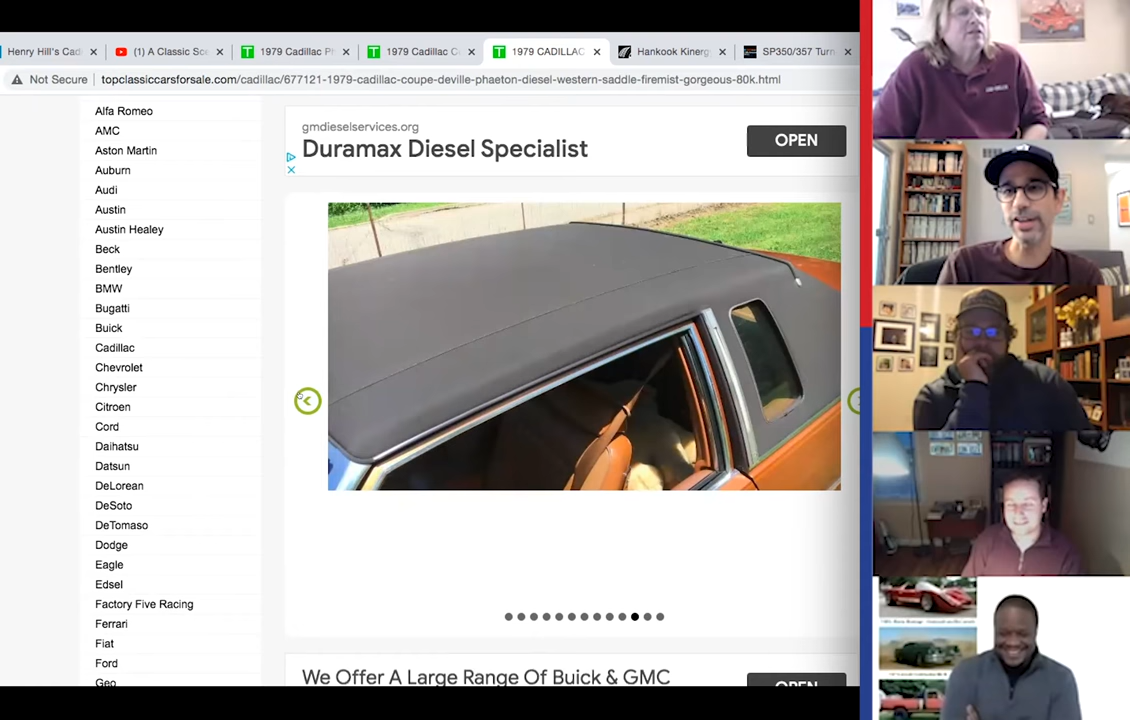 Henry Hill's Cad
(1) A Classic Sc
1979 Cadillac Ph
1979 Cadillac C
1979 CADILLAC
Hankook Kinergy
SP350/357 Turn
Not Secure
topclassiccarsforsale.com/cadillac/677121-1979-cadillac-coupe-deville-phaeton-diesel-western-saddle-firemist-gorgeous-80k.html
Alfa Romeo
AMC
Aston Martin
Auburn
Audi
Austin
Austin Healey
Beck
Bentley
BMW
Bugatti
Buick
Cadillac
Chevrolet
Chrysler
Citroen
Cord
Daihatsu
Datsun
DeLorean
DeSoto
DeTomaso
Dodge
Eagle
Edsel
Factory Five Racing
Ferrari
Fiat
Ford
Geo
gmdieselservices.org
Duramax Diesel Specialist
OPEN
We Offer A Large Range Of Buick & GMC
OPEN